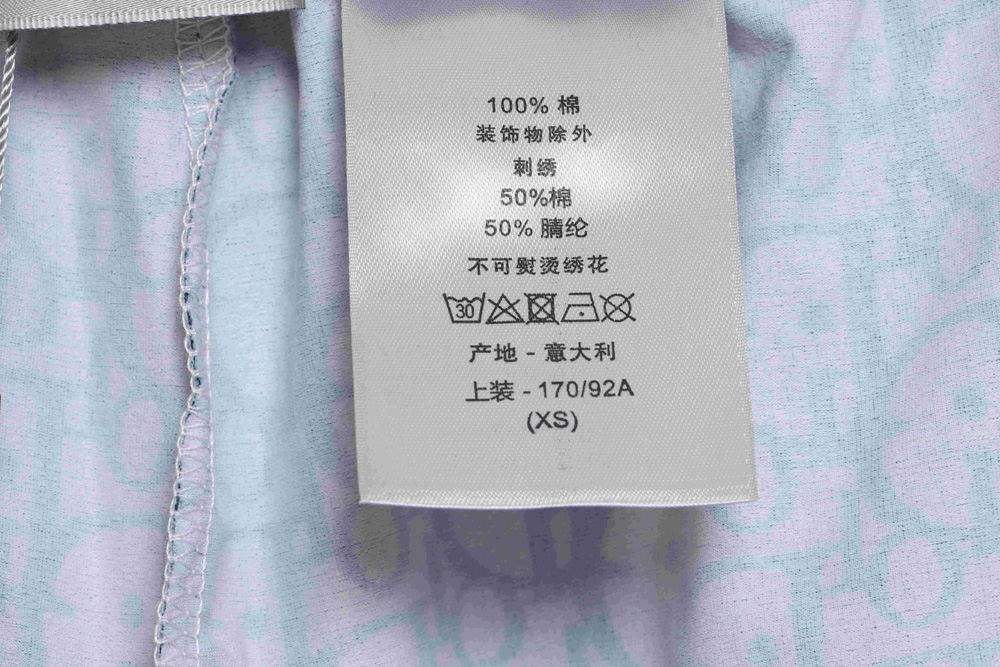 100% 棉
装饰物除外
刺绣
50%棉
50% 腈纶
不可熨烫绣花
30
产地 - 意大利
上装 - 170/92A
(XS)